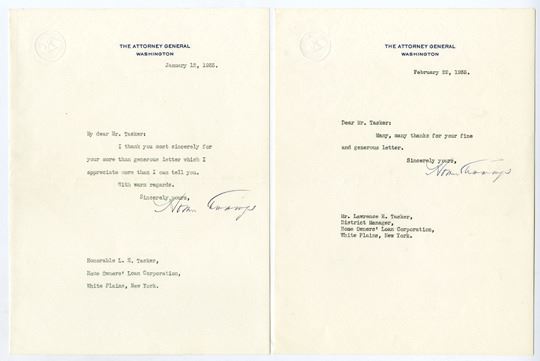 THE ATTORNEY GENERAL
WASHINGTON
January 12, 1935.
My dear Mr. Tasker:
I thank you most sincerely for
your more than generous letter which I
appreciate more than I can tell you.
With warm regards.
Sincerely yours,
Honorable L. H. Tasker,
Home Owners' Loan Corporation,
White Plains, New York.
THE ATTORNEY GENERAL
WASHINGTON
February 22, 1935.
Dear Mr. Tasker:
Many, many thanks for your fine
and generous letter.
Sincerely yours,
Mr. Lawrence H. Tasker,
District Manager,
Home Owners' Loan Corporation,
White Plains, New York.